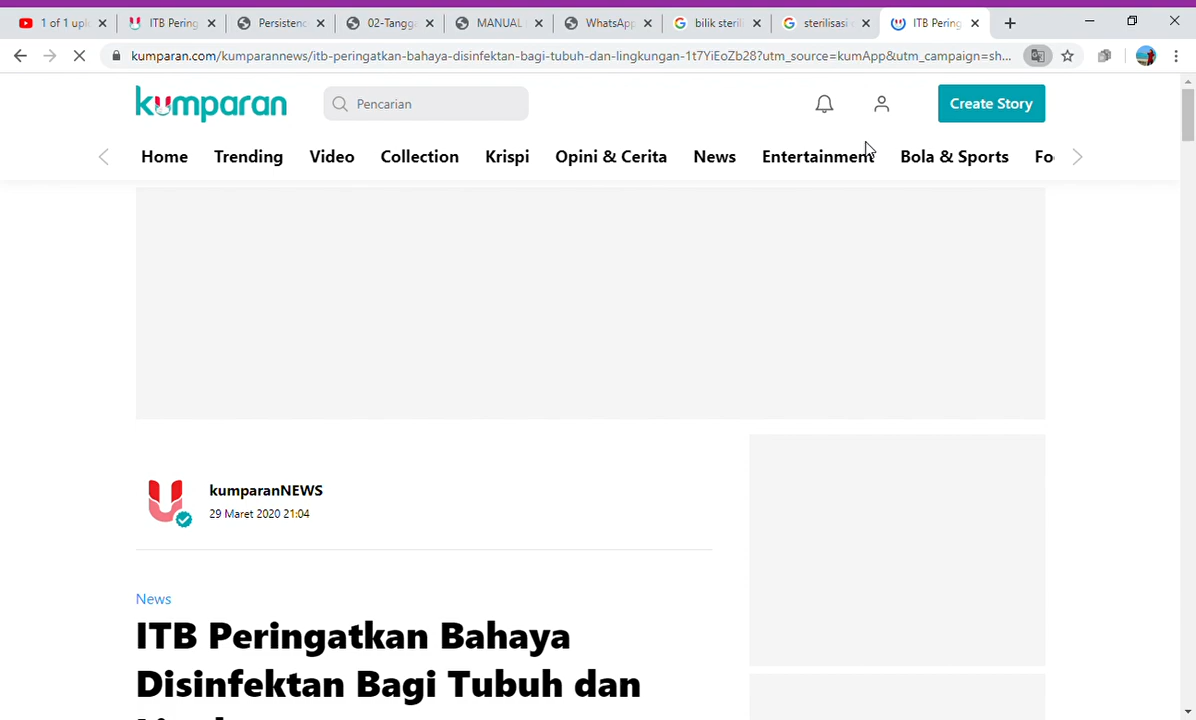 1 of 1 uplo
ITB Pering
Persistenc
02-Tangga
MANUAL
WhatsApp
bilik steril
sterilisasi
ITB Pering
kumparan.com/kumparannews/itb-peringatkan-bahaya-disinfektan-bagi-tubuh-dan-lingkungan-1t7YiEoZb28?utm_source=kumApp&utm_campaign=sh...
kumparan
Pencarian
Create Story
Home Trending Video Collection Krispi Opini & Cerita News Entertainment Bola & Sports Fo
kumparanNEWS
29 Maret 2020 21:04
News
ITB Peringatkan Bahaya
Disinfektan Bagi Tubuh dan